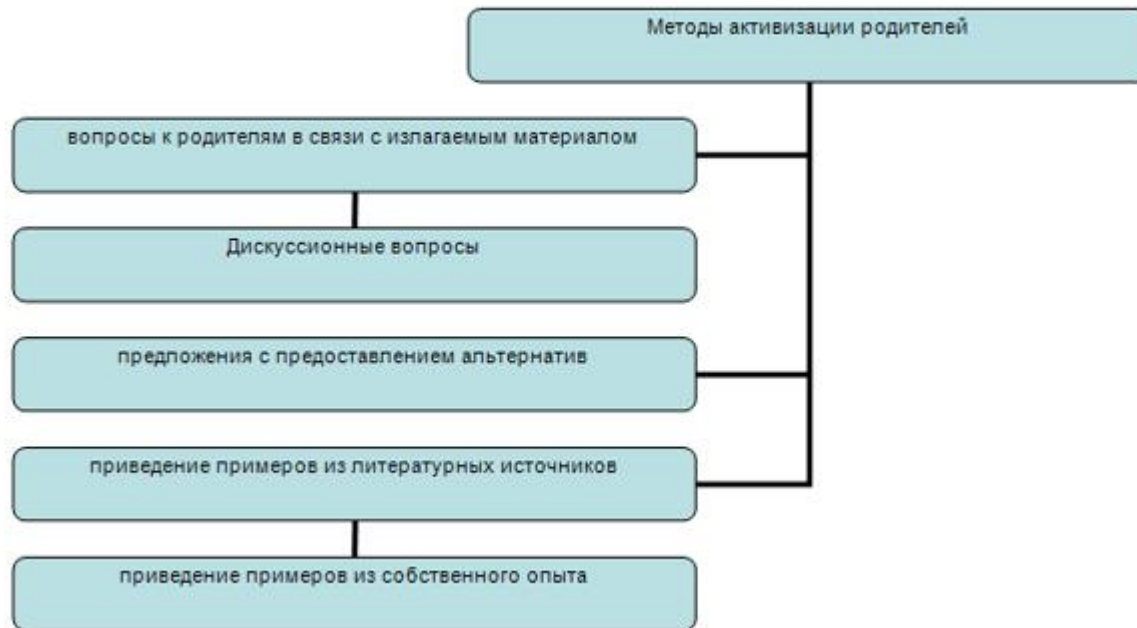 Методы активизации родителей
вопросы к родителям в связи с излагаемым материалом
Дискуссионные вопросы
предложения с предоставлением альтернатив
приведение примеров из литературных источников
приведение примеров из собственного опыта